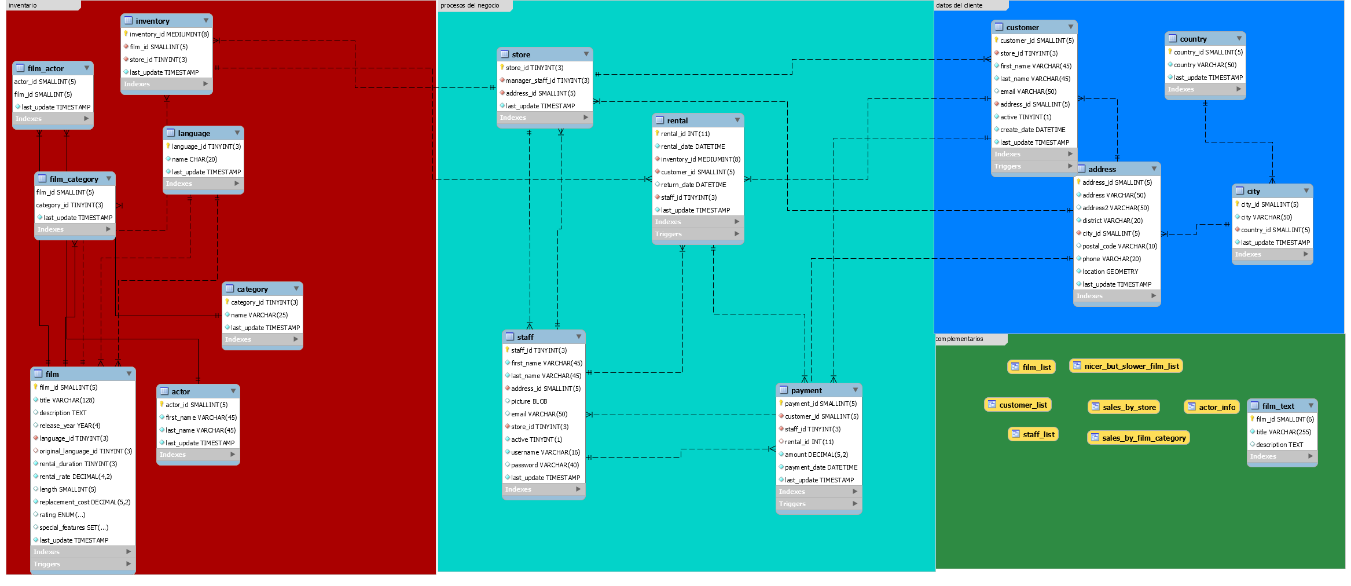 inventario
inventory
inventory_id MEDIUMINT(8)
film_id SMALLINT(5)
store_id TINYINT(3)
last_update TIMESTAMP
Indexes
film_actor
actor_id SMALLINT(5)
film_id SMALLINT(5)
last_update TIMESTAMP
Indexes
language
language_id TINYINT(3)
name CHAR(20)
last_update TIMESTAMP
Indexes
film_category
film_id SMALLINT(5)
category_id TINYINT(3)
last_update TIMESTAMP
Indexes
category
category_id TINYINT(3)
name VARCHAR(25)
last_update TIMESTAMP
Indexes
film
film_id SMALLINT(5)
title VARCHAR(128)
description TEXT
release_year YEAR(4)
language_id TINYINT(3)
original_language_id TINYINT(3)
rental_duration TINYINT(3)
rental_rate DECIMAL(4,2)
length SMALLINT(5)
replacement_cost DECIMAL(5,2)
rating ENUM(...)
special_features SET(...)
last_update TIMESTAMP
Indexes
Triggers
actor
actor_id SMALLINT(5)
first_name VARCHAR(45)
last_name VARCHAR(45)
last_update TIMESTAMP
Indexes
procesos del negocio
store
store_id TINYINT(3)
manager_staff_id TINYINT(3)
address_id SMALLINT(5)
last_update TIMESTAMP
Indexes
rental
rental_id INT(11)
rental_date DATETIME
inventory_id MEDIUMINT(8)
customer_id SMALLINT(5)
return_date DATETIME
staff_id TINYINT(3)
last_update TIMESTAMP
Indexes
Triggers
staff
staff_id TINYINT(3)
first_name VARCHAR(45)
last_name VARCHAR(45)
address_id SMALLINT(5)
picture BLOB
email VARCHAR(50)
store_id TINYINT(3)
active TINYINT(1)
username VARCHAR(16)
password VARCHAR(40)
last_update TIMESTAMP
Indexes
payment
payment_id SMALLINT(5)
customer_id SMALLINT(5)
staff_id TINYINT(3)
rental_id INT(11)
amount DECIMAL(5,2)
payment_date DATETIME
last_update TIMESTAMP
Indexes
Triggers
datos del cliente
customer
customer_id SMALLINT(5)
store_id TINYINT(3)
first_name VARCHAR(45)
last_name VARCHAR(45)
email VARCHAR(50)
address_id SMALLINT(5)
active TINYINT(1)
create_date DATETIME
last_update TIMESTAMP
Indexes
Triggers
country
country_id SMALLINT(5)
country VARCHAR(50)
last_update TIMESTAMP
Indexes
address
address_id SMALLINT(5)
address VARCHAR(50)
address2 VARCHAR(50)
district VARCHAR(20)
city_id SMALLINT(5)
postal_code VARCHAR(10)
phone VARCHAR(20)
location GEOMETRY
last_update TIMESTAMP
Indexes
city
city_id SMALLINT(5)
city VARCHAR(50)
country_id SMALLINT(5)
last_update TIMESTAMP
Indexes
complementarios
film_list
nicer_but_slower_film_list
customer_list
sales_by_store
actor_info
staff_list
sales_by_film_category
film_text
film_id SMALLINT(6)
title VARCHAR(255)
description TEXT
Indexes